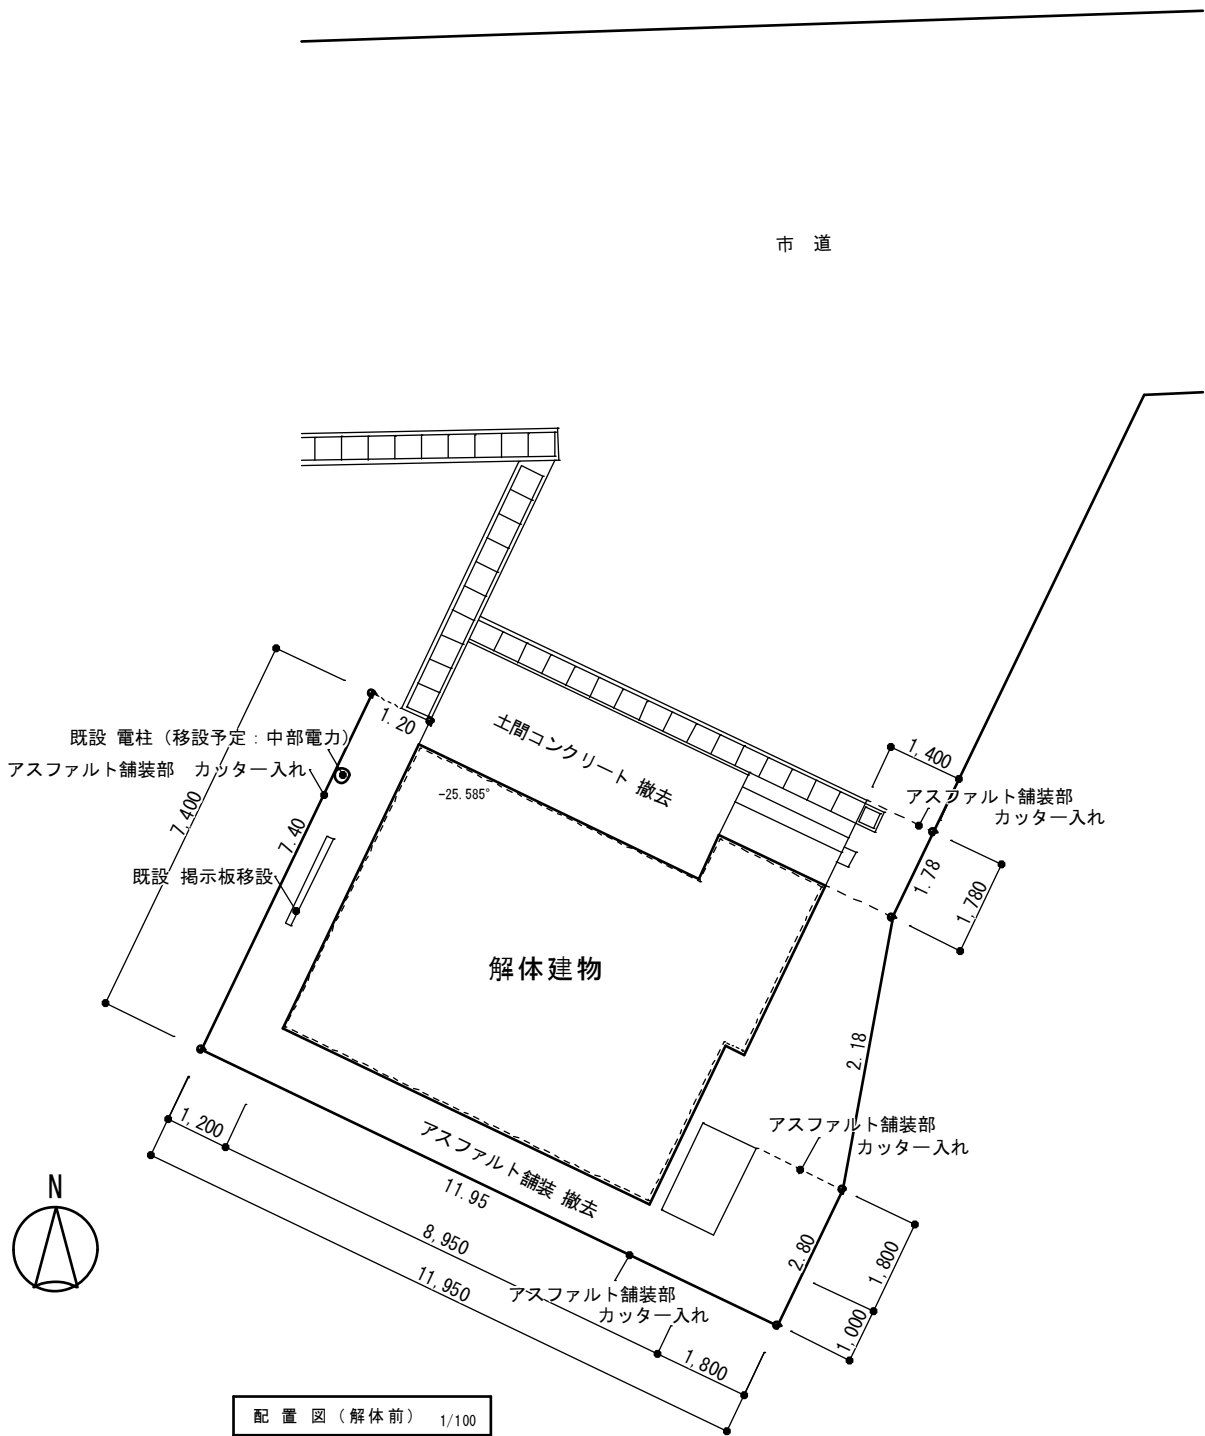 市 道
1.20
既設 電柱 (移設予定:中部電力)
アスファルト舗装部 カッター入れ
土間コンクリート 撤去
1,400
アスファルト舗装部
カッター入れ
-25.585°
7,400
7.40
既設 掲示板移設
1.78
1,780
解体建物
2.18
アスファルト舗装部
カッター入れ
1,200
アスファルト舗装 撤去
11.95
N
8,950
11,950
2.80
1,800
アスファルト舗装部
カッター入れ
1,000
1,800
配 置 図 (解体前) 1/100